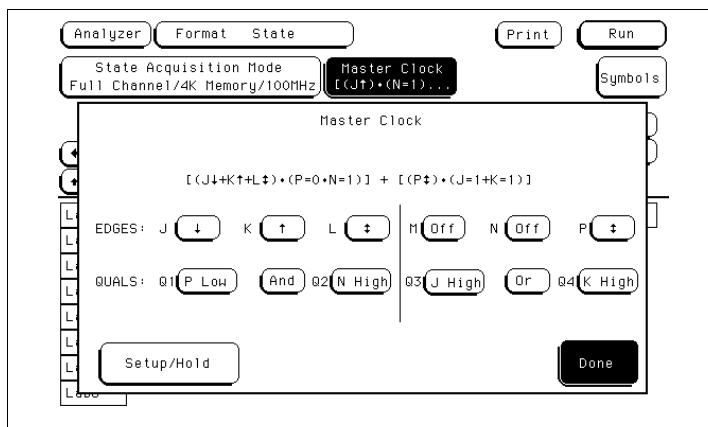 Analyzer Format State Print Run
State Acquisition Mode Master Clock Symbols
Full Channel/4K Memory/100MHz [(J↑)•(N=1)...
Master Clock
[(J↓+K↑+L↕)•(P=0•N=1)] + [(P↕)•(J=1+K=1)]
EDGES: J ↓ K ↑ L ↕ M Off N Off P ↕
QUALS: Q1 P Low And Q2 N High Q3 J High Or Q4 K High
Setup/Hold Done